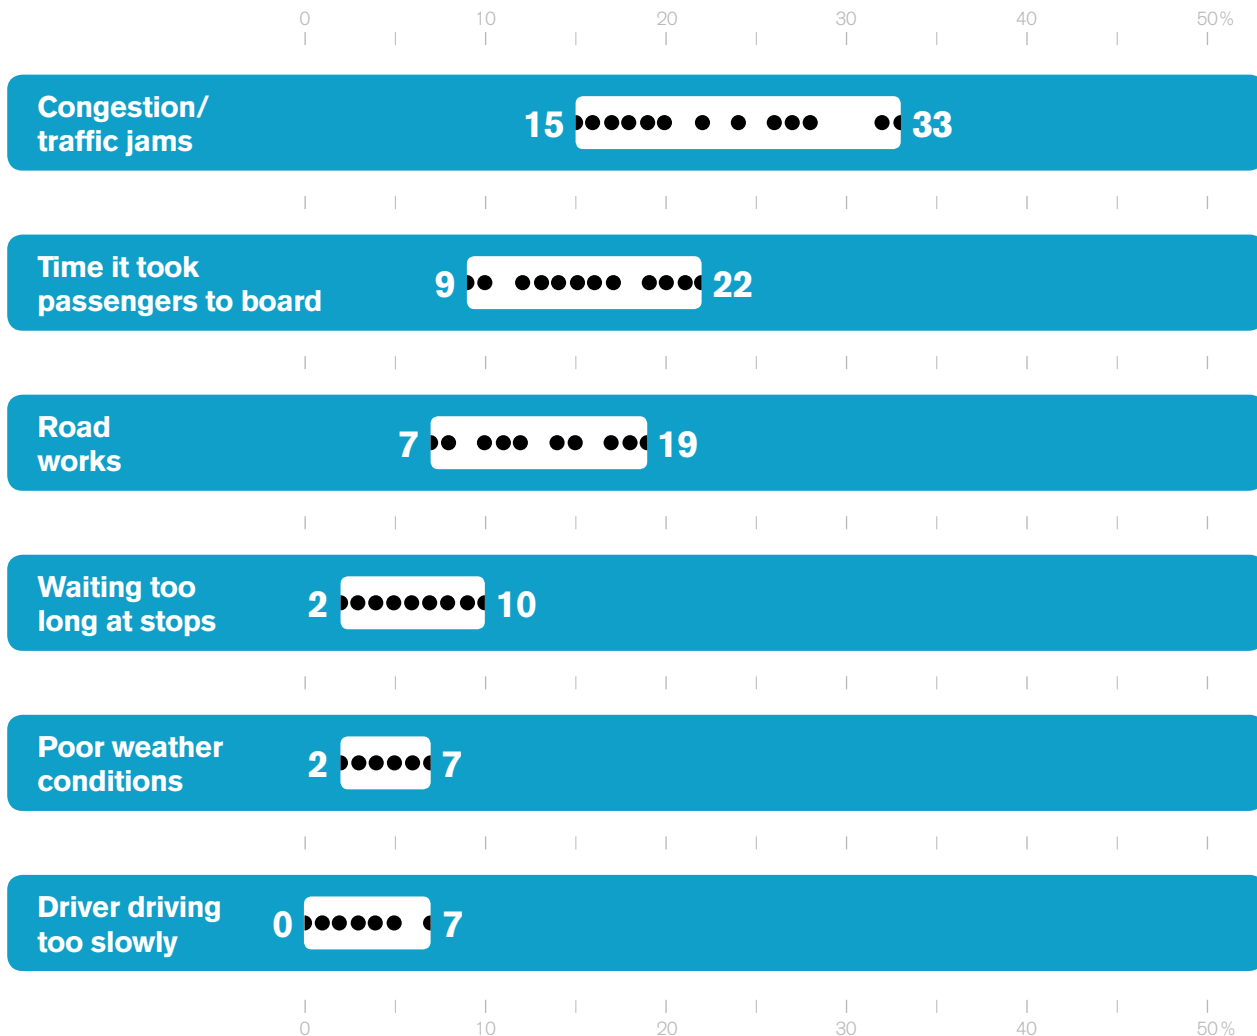 0 10 20 30 40 50%
Congestion/
traffic jams
15 33
Time it took
passengers to board
9 22
Road
works
7 19
Waiting too
long at stops
2 10
Poor weather
conditions
2 7
Driver driving
too slowly
0 7
0 10 20 30 40 50%